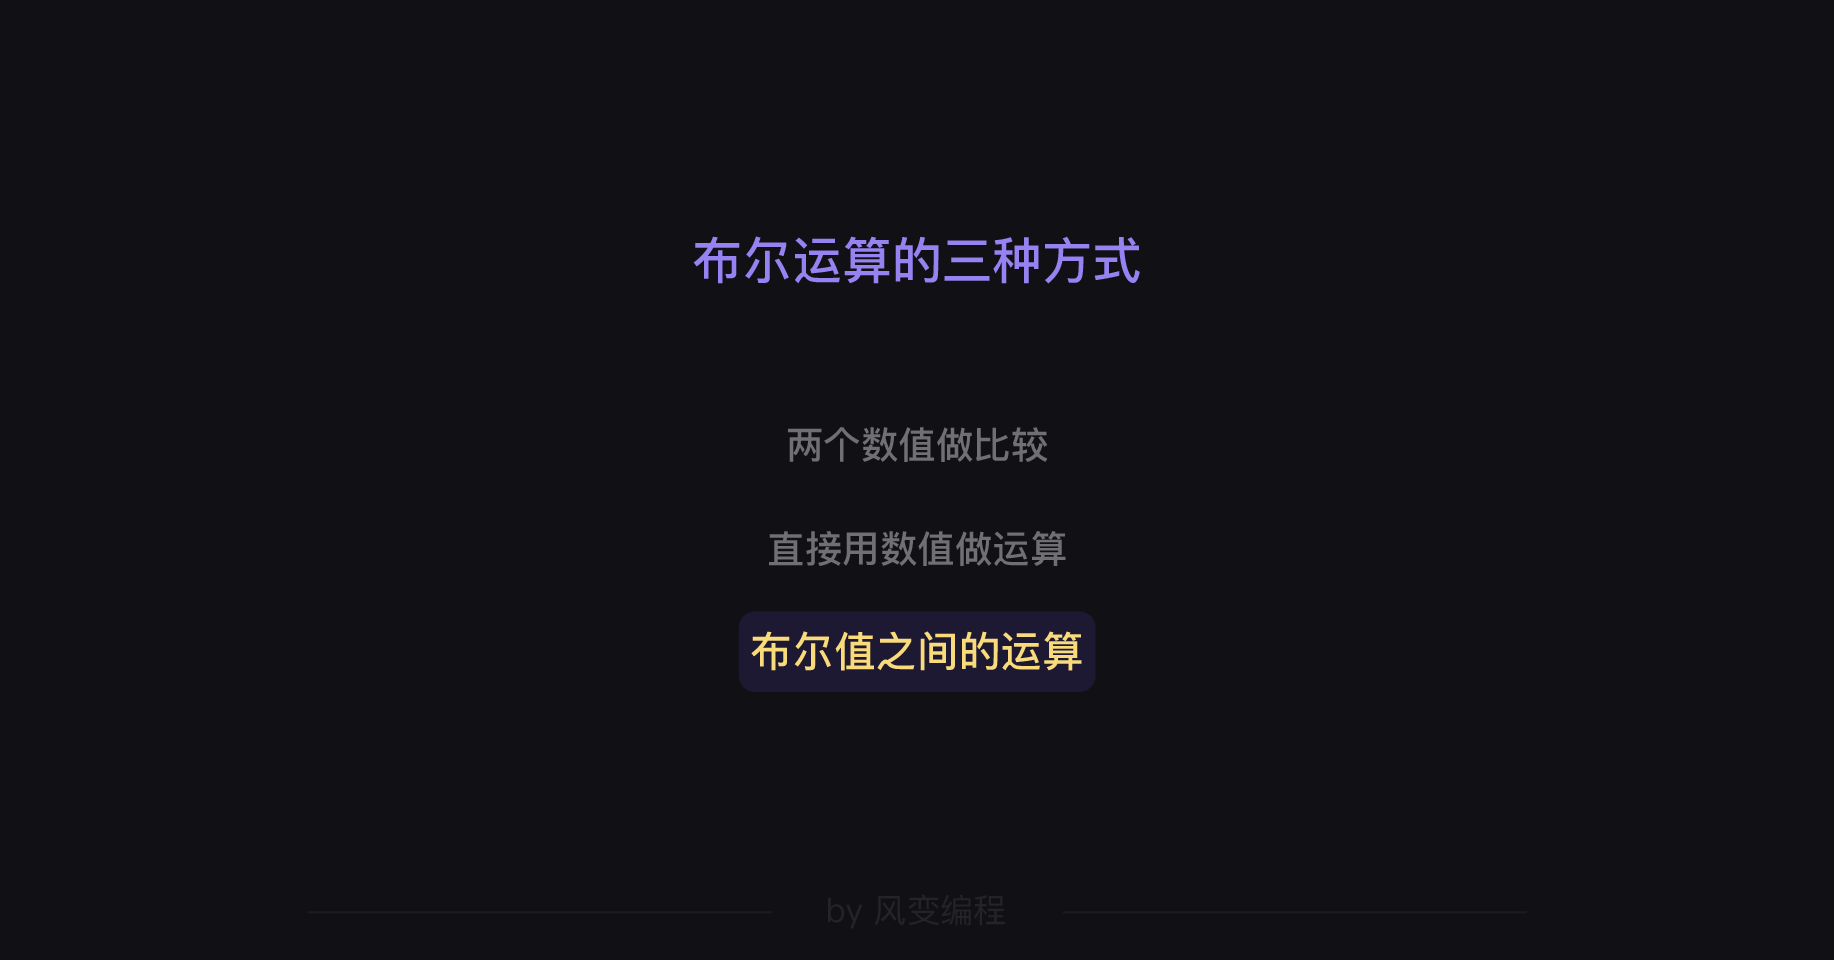 布尔运算的三种方式
两个数值做比较
直接用数值做运算
布尔值之间的运算
by 风变编程